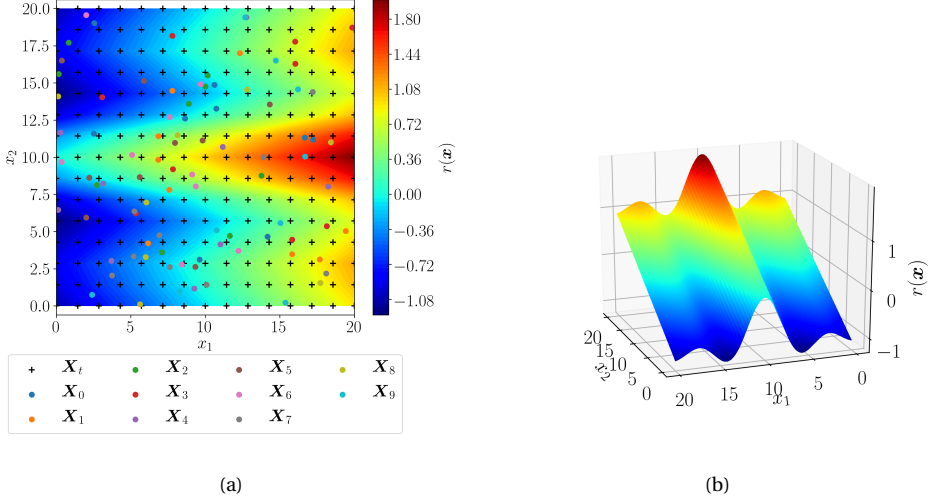 20.0
17.5
15.0
12.5
10.0
7.5
5.0
2.5
0.0
x₂
0 5 10 15 20
x₁
1.80
1.44
1.08
0.72
0.36
0.00
−0.36
−0.72
−1.08
r(x)
X_t X₂ X₅ X₈
X₀ X₃ X₆ X₉
X₁ X₄ X₇
(a)
1
0
−1
r(x)
20
15
10
5
0
x₂
20 15 10 5 0
x₁
(b)